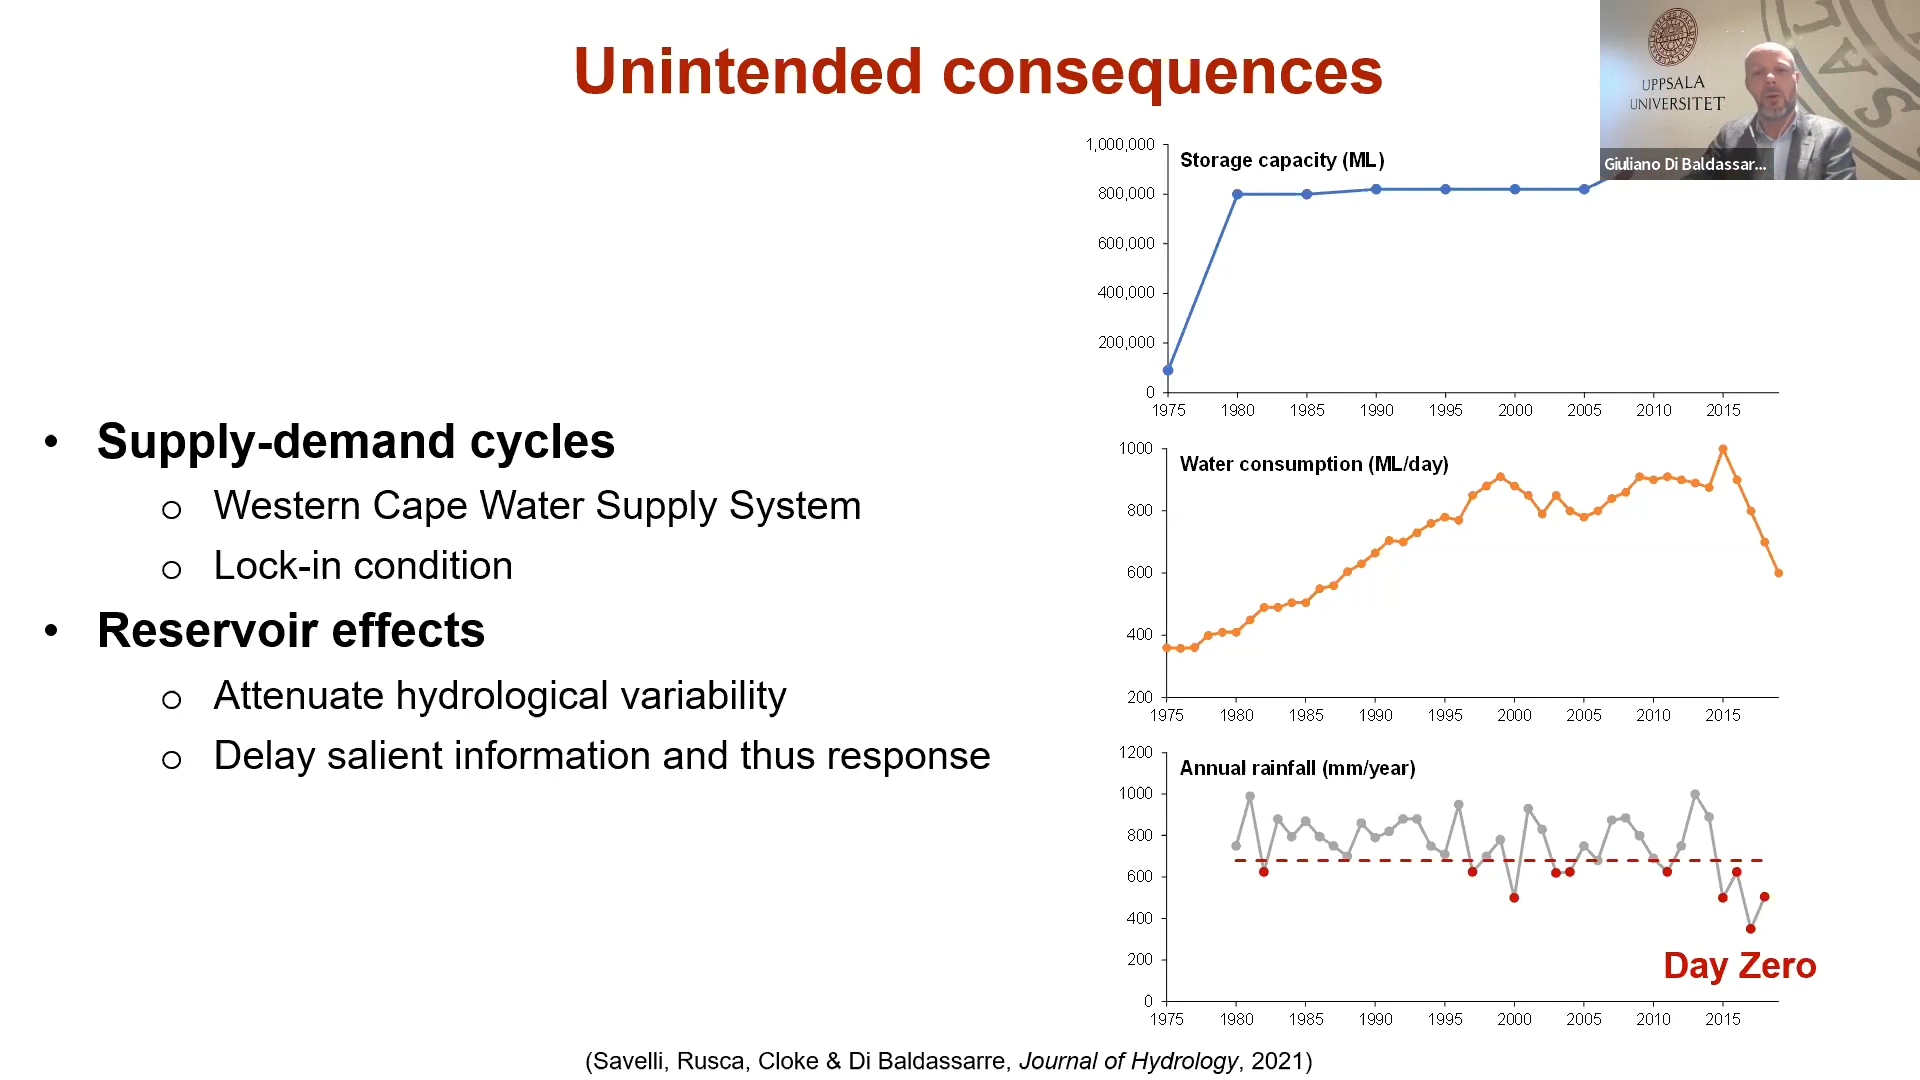 Unintended consequences
UPPSALA
UNIVERSITET
Giuliano Di Baldassar...
• Supply-demand cycles
o Western Cape Water Supply System
o Lock-in condition
• Reservoir effects
o Attenuate hydrological variability
o Delay salient information and thus response
Storage capacity (ML)
1,000,000
800,000
600,000
400,000
200,000
0
1975 1980 1985 1990 1995 2000 2005 2010 2015
Water consumption (ML/day)
1000
800
600
400
200
1975 1980 1985 1990 1995 2000 2005 2010 2015
Annual rainfall (mm/year)
1200
1000
800
600
400
200
0
Day Zero
1975 1980 1985 1990 1995 2000 2005 2010 2015
(Savelli, Rusca, Cloke & Di Baldassarre, Journal of Hydrology, 2021)